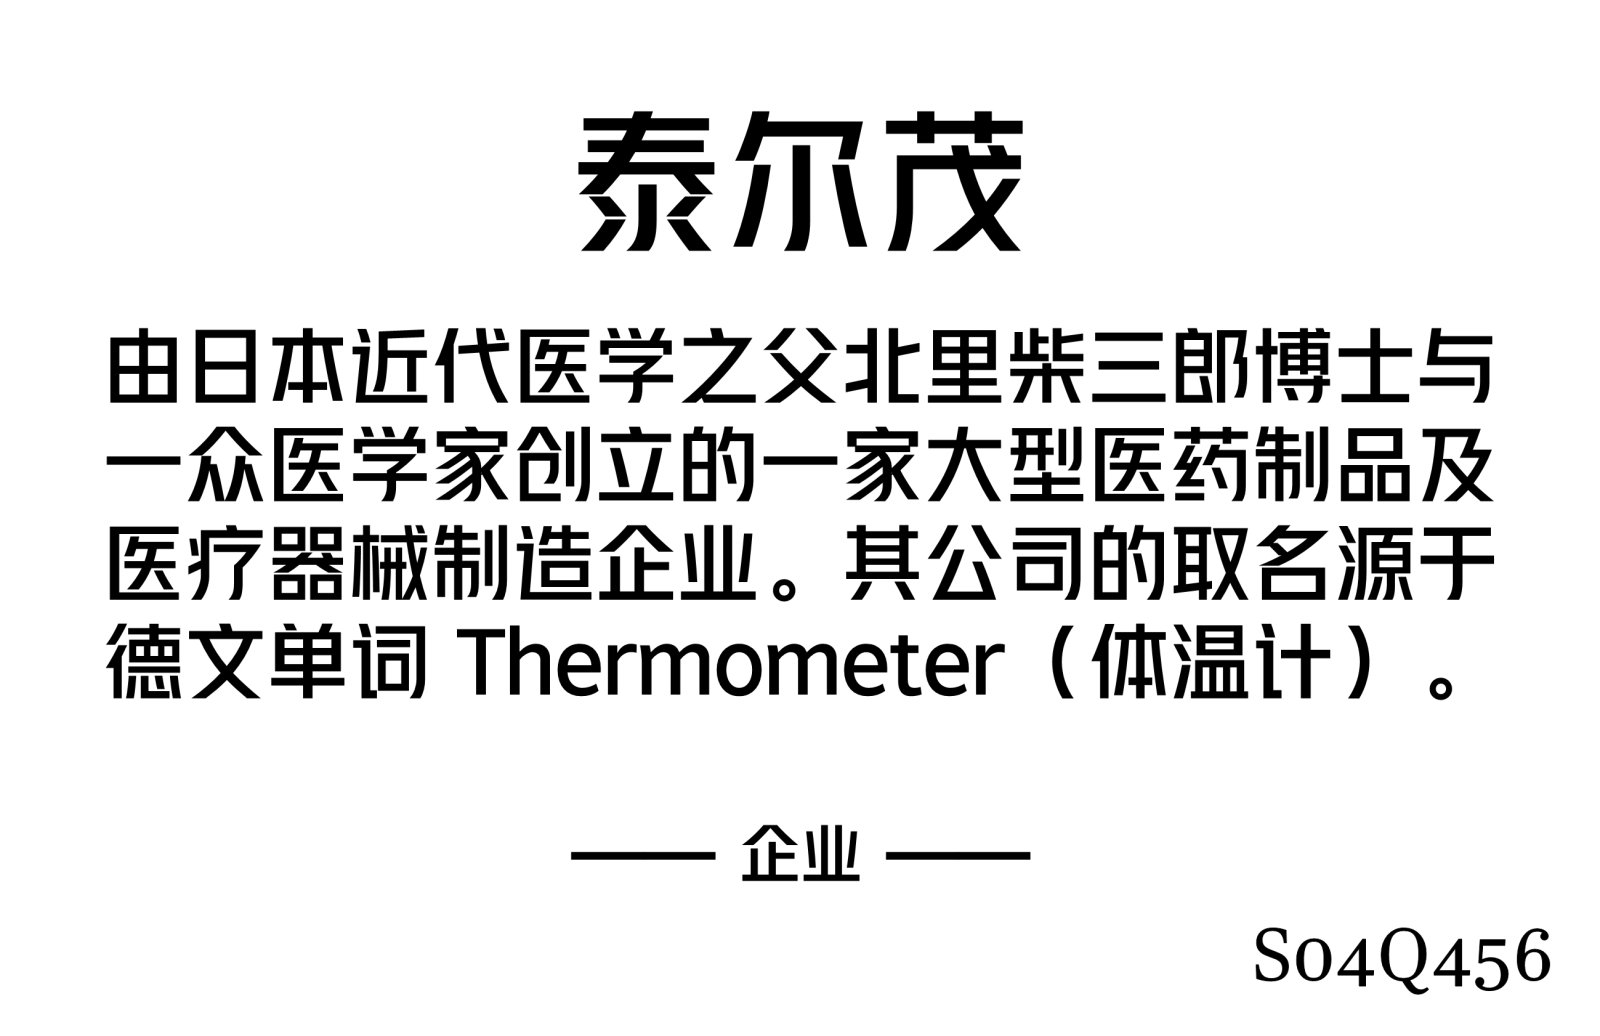 泰尔茂
由日本近代医学之父北里柴三郎博士与
一众医学家创立的一家大型医药制品及
医疗器械制造企业。其公司的取名源于
德文单词 Thermometer（体温计）。
—— 企业 ——
S04Q456